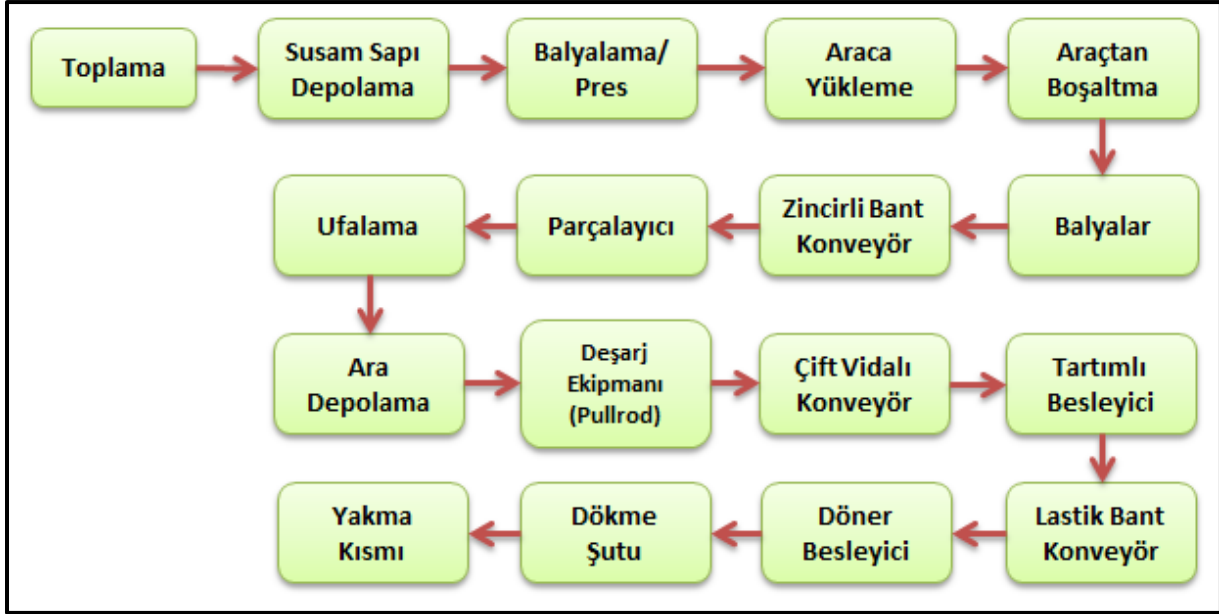 Toplama
Susam Sapı
Depolama
Balyalama/
Pres
Araca
Yükleme
Araçtan
Boşaltma
Balyalar
Zincirli Bant
Konveyör
Parçalayıcı
Ufalama
Ara
Depolama
Deşarj
Ekipmanı
(Pullrod)
Çift Vidalı
Konveyör
Tartımlı
Besleyici
Lastik Bant
Konveyör
Döner
Besleyici
Dökme
Şutu
Yakma
Kısmı